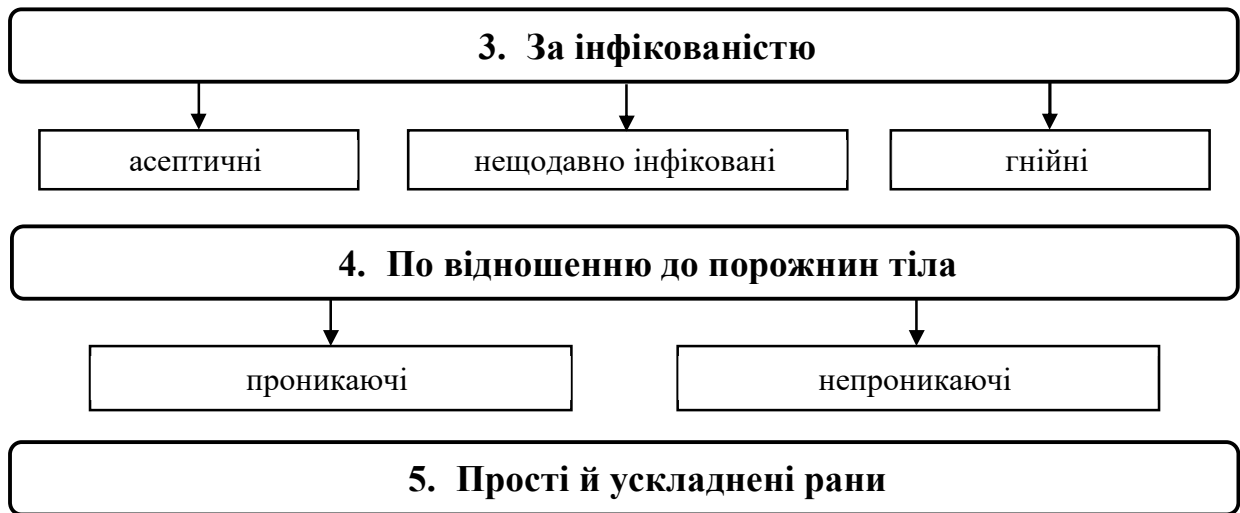 3. За інфікованістю
асептичні
нещодавно інфіковані
гнійні
4. По відношенню до порожнин тіла
проникаючі
непроникаючі
5. Прості й ускладнені рани